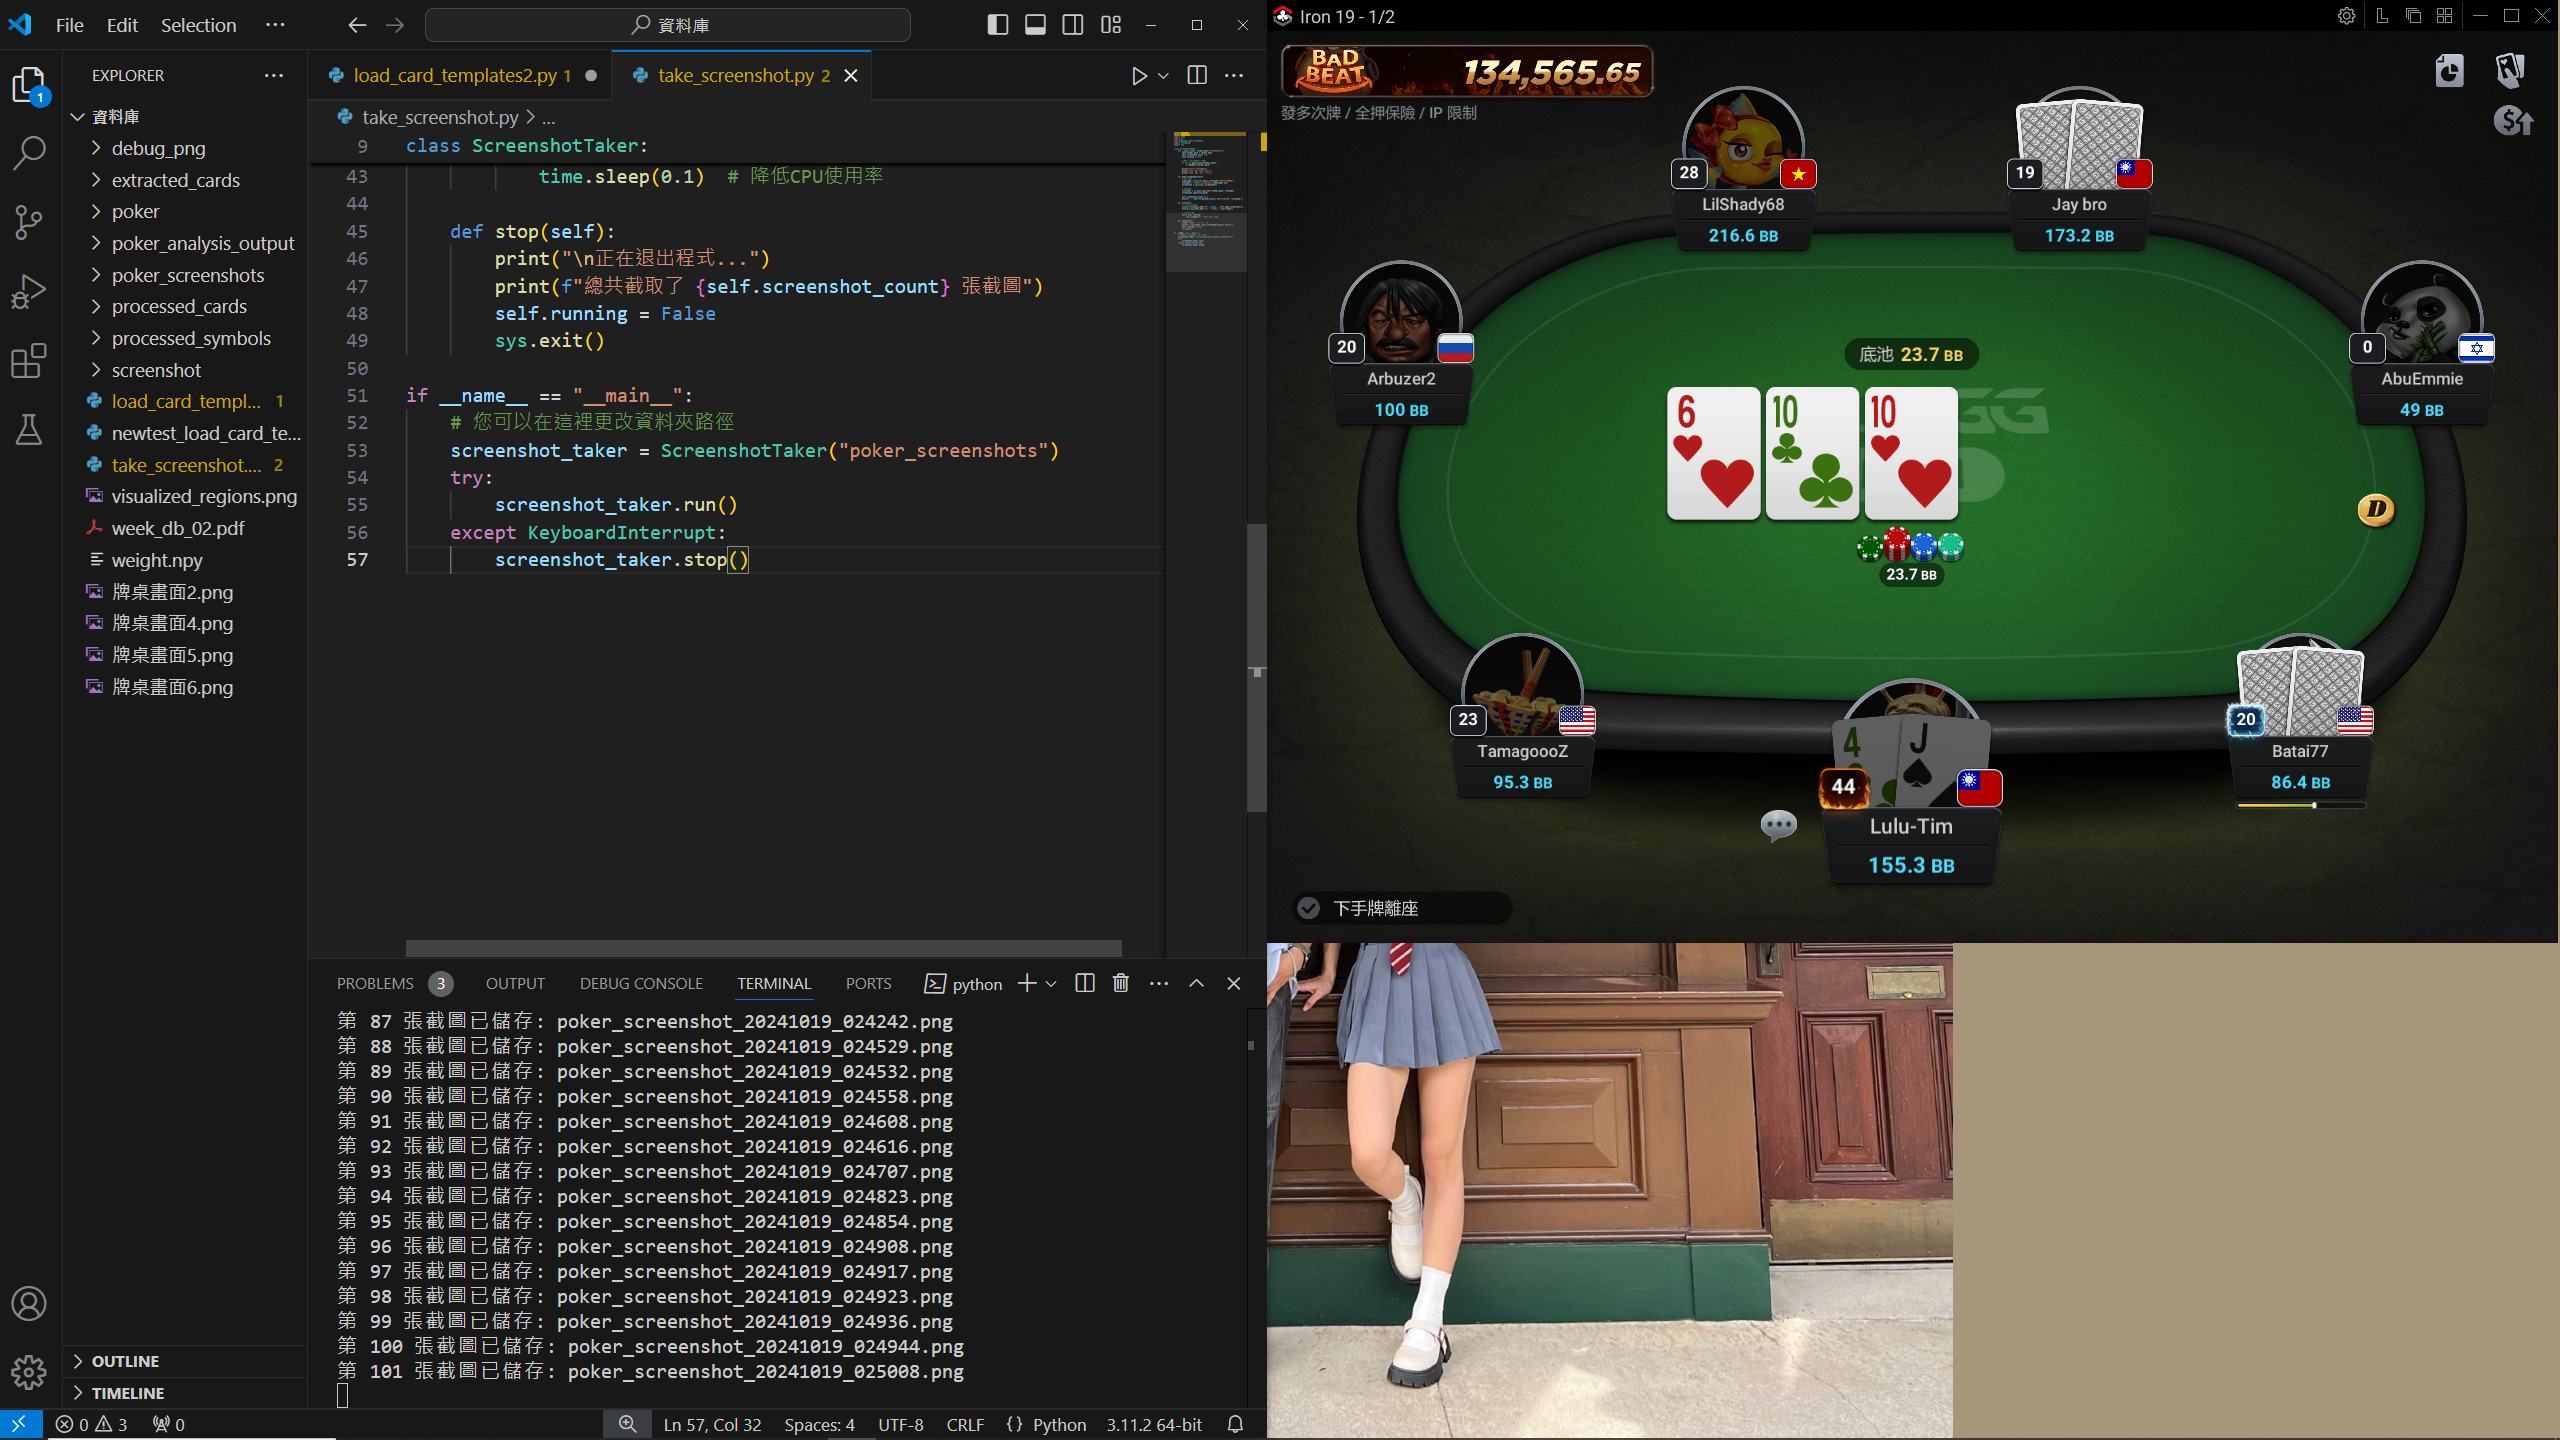 File Edit Selection ···
資料庫
EXPLORER ···
資料庫
debug_png
extracted_cards
poker
poker_analysis_output
poker_screenshots
processed_cards
processed_symbols
screenshot
load_card_templ... 1
newtest_load_card_te...
take_screenshot.... 2
visualized_regions.png
week_db_02.pdf
weight.npy
牌桌畫面2.png
牌桌畫面4.png
牌桌畫面5.png
牌桌畫面6.png
OUTLINE
TIMELINE
1
load_card_templates2.py 1
take_screenshot.py 2
take_screenshot.py > ...
9 class ScreenshotTaker:
43 time.sleep(0.1)  # 降低CPU使用率
44
45 def stop(self):
46 print("\n正在退出程式...")
47 print(f"總共截取了 {self.screenshot_count} 張截圖")
48 self.running = False
49 sys.exit()
50
51 if __name__ == "__main__":
52 # 您可以在這裡更改資料夾路徑
53 screenshot_taker = ScreenshotTaker("poker_screenshots")
54 try:
55 screenshot_taker.run()
56 except KeyboardInterrupt:
57 screenshot_taker.stop()
PROBLEMS 3 OUTPUT DEBUG CONSOLE TERMINAL PORTS python
第 87 張截圖已儲存: poker_screenshot_20241019_024242.png
第 88 張截圖已儲存: poker_screenshot_20241019_024529.png
第 89 張截圖已儲存: poker_screenshot_20241019_024532.png
第 90 張截圖已儲存: poker_screenshot_20241019_024558.png
第 91 張截圖已儲存: poker_screenshot_20241019_024608.png
第 92 張截圖已儲存: poker_screenshot_20241019_024616.png
第 93 張截圖已儲存: poker_screenshot_20241019_024707.png
第 94 張截圖已儲存: poker_screenshot_20241019_024823.png
第 95 張截圖已儲存: poker_screenshot_20241019_024854.png
第 96 張截圖已儲存: poker_screenshot_20241019_024908.png
第 97 張截圖已儲存: poker_screenshot_20241019_024917.png
第 98 張截圖已儲存: poker_screenshot_20241019_024923.png
第 99 張截圖已儲存: poker_screenshot_20241019_024936.png
第 100 張截圖已儲存: poker_screenshot_20241019_024944.png
第 101 張截圖已儲存: poker_screenshot_20241019_025008.png
0 3 0
Ln 57, Col 32 Spaces: 4 UTF-8 CRLF {} Python 3.11.2 64-bit
Iron 19 - 1/2
BAD BEAT 134,565.65
發多次牌 / 全押保險 / IP 限制
28
LilShady68
216.6 BB
19
Jay bro
173.2 BB
20
Arbuzer2
100 BB
0
AbuEmmie
49 BB
底池 23.7 BB
6 10 10
D
23.7 BB
23
TamagoooZ
95.3 BB
4 J
44
Lulu-Tim
155.3 BB
20
Batai77
86.4 BB
下手牌離座